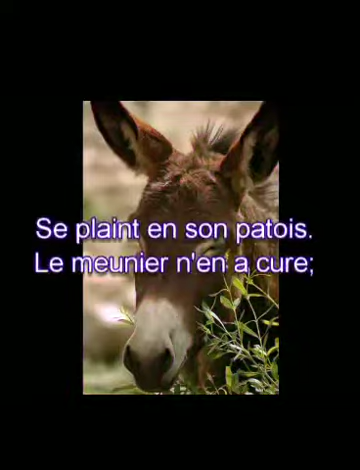 Se plaint en son patois.
Le meunier n'en a cure;